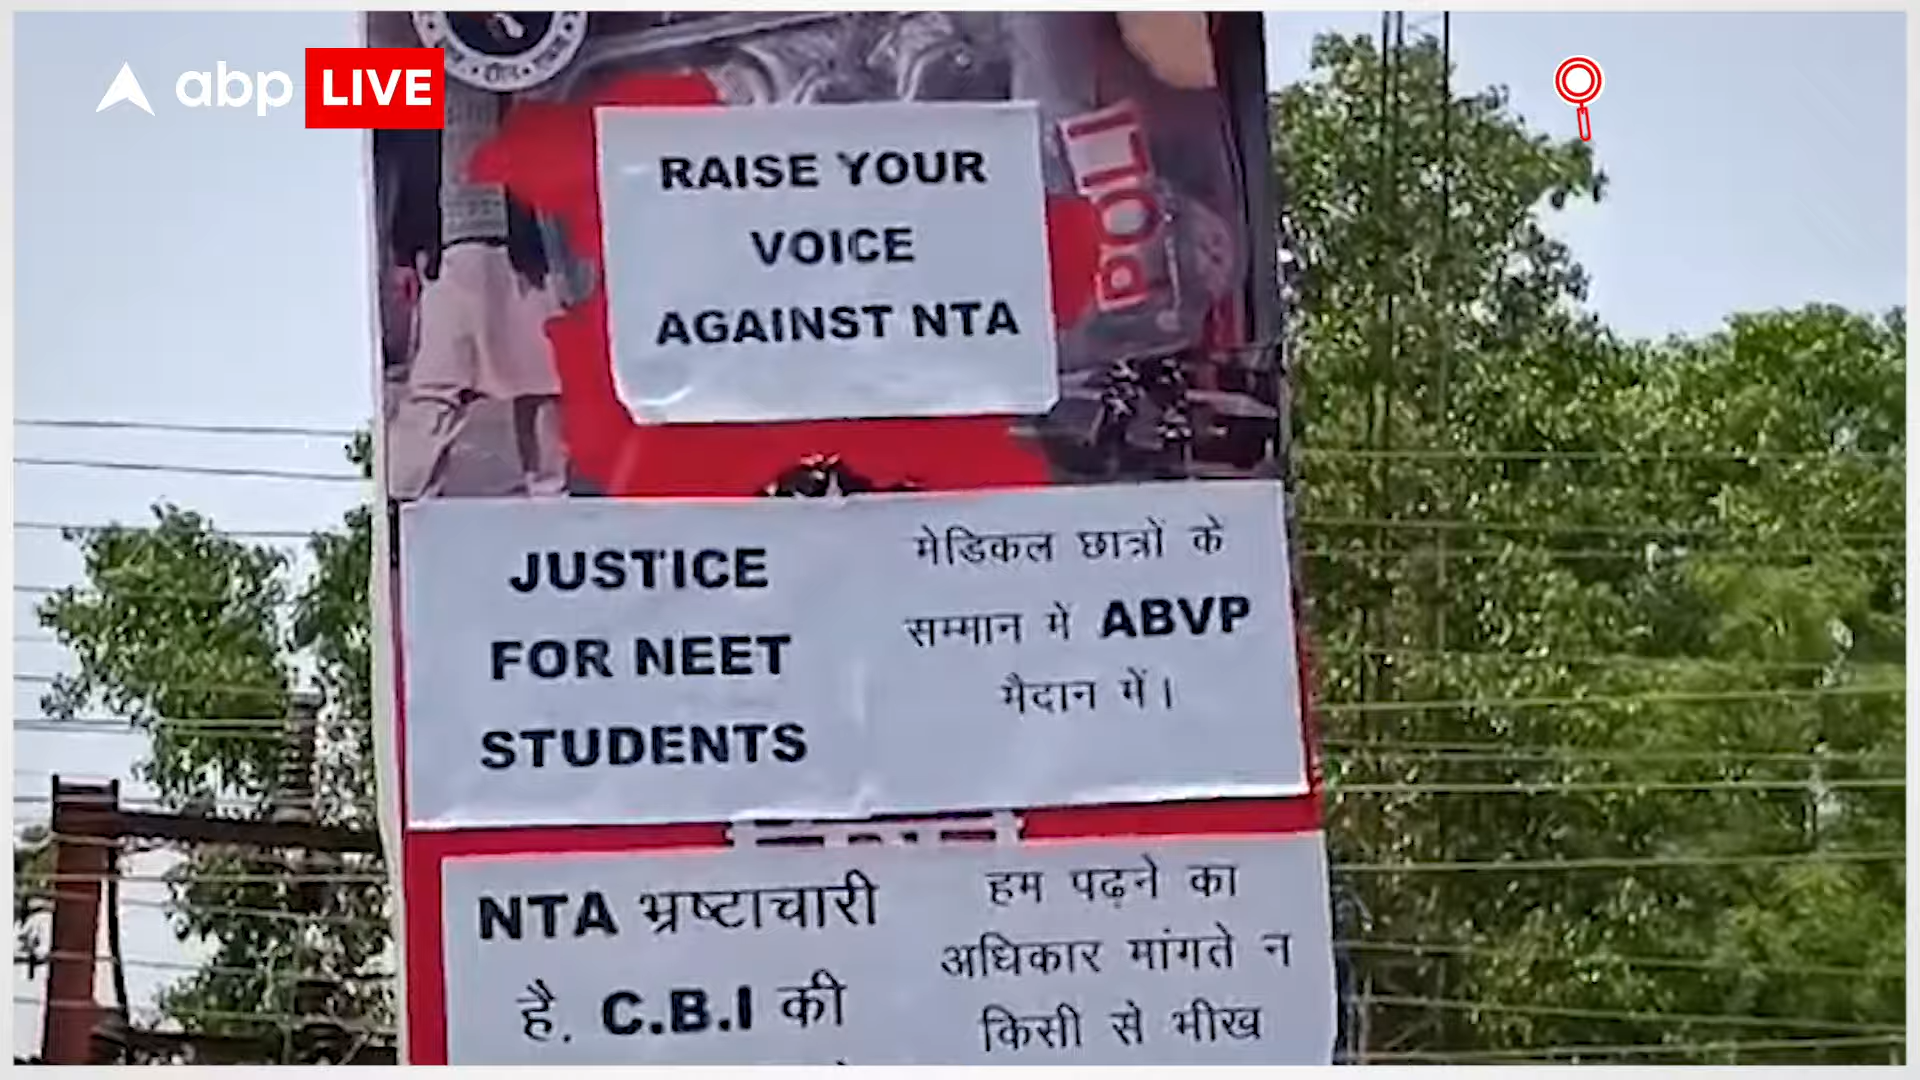 abp LIVE
POLI
RAISE YOUR
VOICE
AGAINST NTA
JUSTICE
FOR NEET
STUDENTS
मेडिकल छात्रों के
सम्मान में ABVP
मैदान में।
NTA भ्रष्टाचारी
है. C.B.I की
हम पढ़ने का
अधिकार मांगते न
किसी से भीख